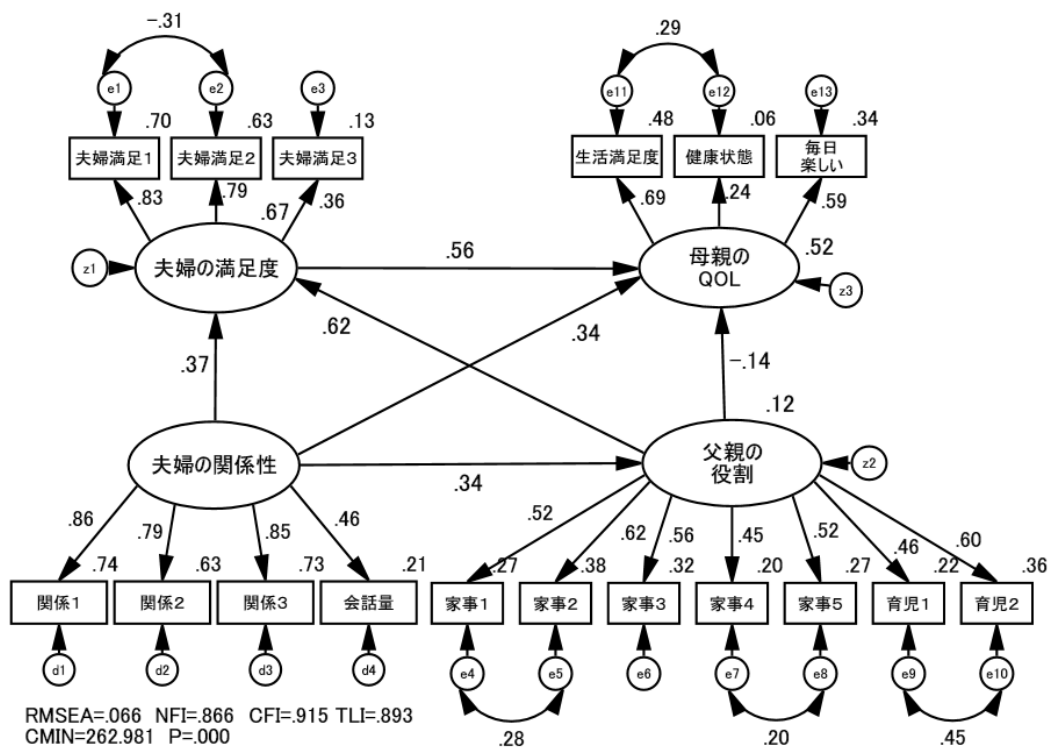 -.31
.29
e1 e2 e3
e11 e12 e13
.70 .63 .13
.48 .06 .34
夫婦満足1 夫婦満足2 夫婦満足3
生活満足度 健康状態 毎日
楽しい
.83 .79 .36
.69 .24 .59
.67
.52
z1 夫婦の満足度
.56
母親の
QOL
z3
.62
.34
.37
-.14
.12
夫婦の関係性
.34
父親の
役割
z2
.86 .79 .85 .46
.52 .62 .56 .45 .52 .46 .60
.74 .63 .73 .21
.27 .38 .32 .20 .27 .22 .36
関係1 関係2 関係3 会話量
家事1 家事2 家事3 家事4 家事5 育児1 育児2
d1 d2 d3 d4
e4 e5 e6 e7 e8 e9 e10
RMSEA=.066 NFI=.866 CFI=.915 TLI=.893
CMIN=262.981 P=.000
.28 .20 .45